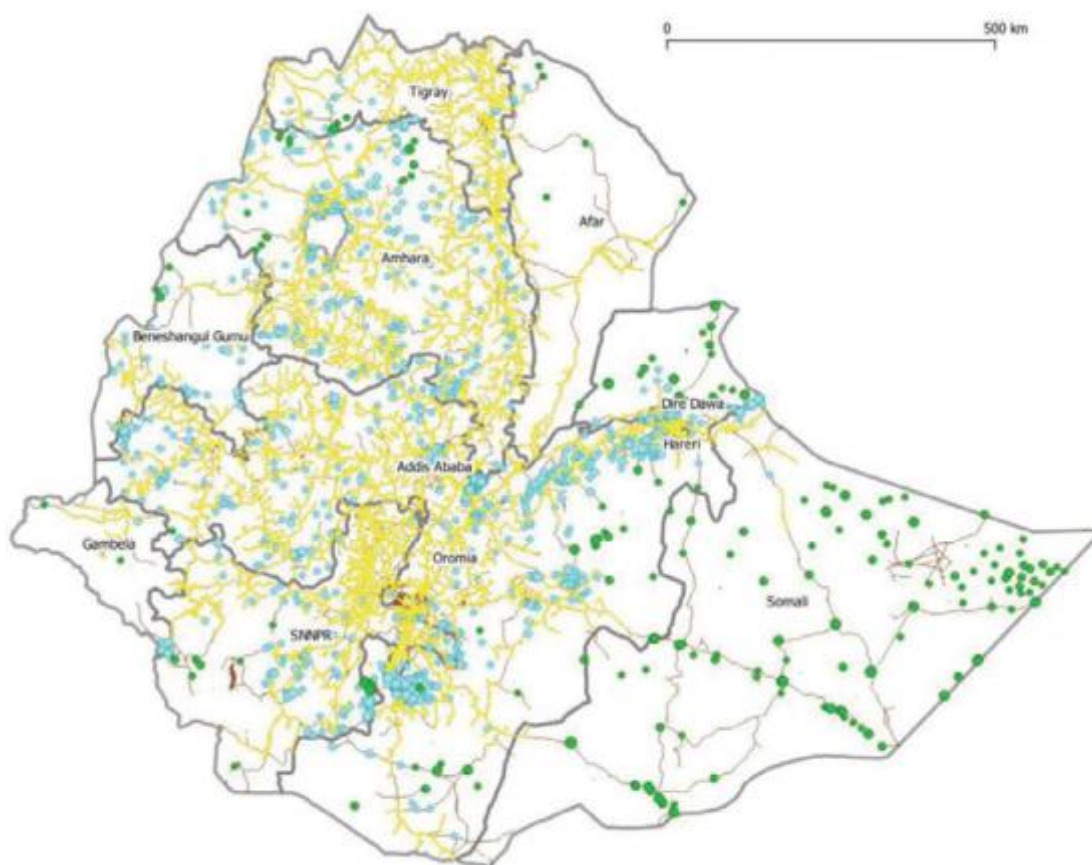 0 500 km
Tigray
Afar
Amhara
Beneshangul Gumu
Dire Dawa
Hareri
Addis Ababa
Gambela
Oromia
Somali
SNNPR